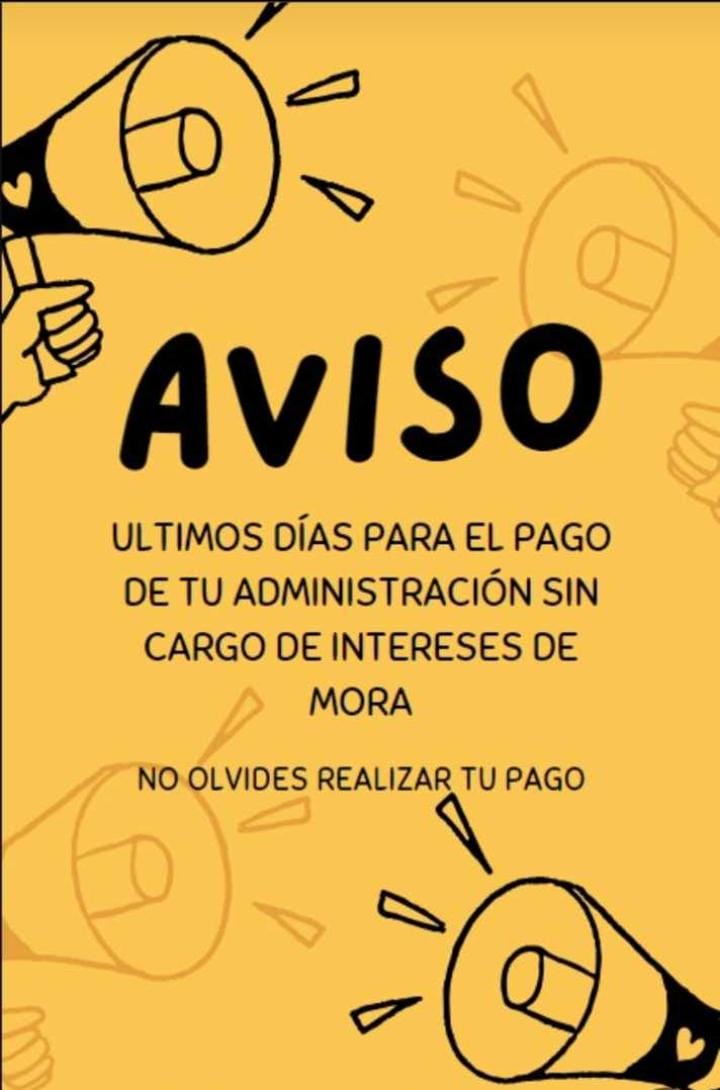 AVISO
ULTIMOS DÍAS PARA EL PAGO
DE TU ADMINISTRACIÓN SIN
CARGO DE INTERESES DE
MORA
NO OLVIDES REALIZAR TU PAGO